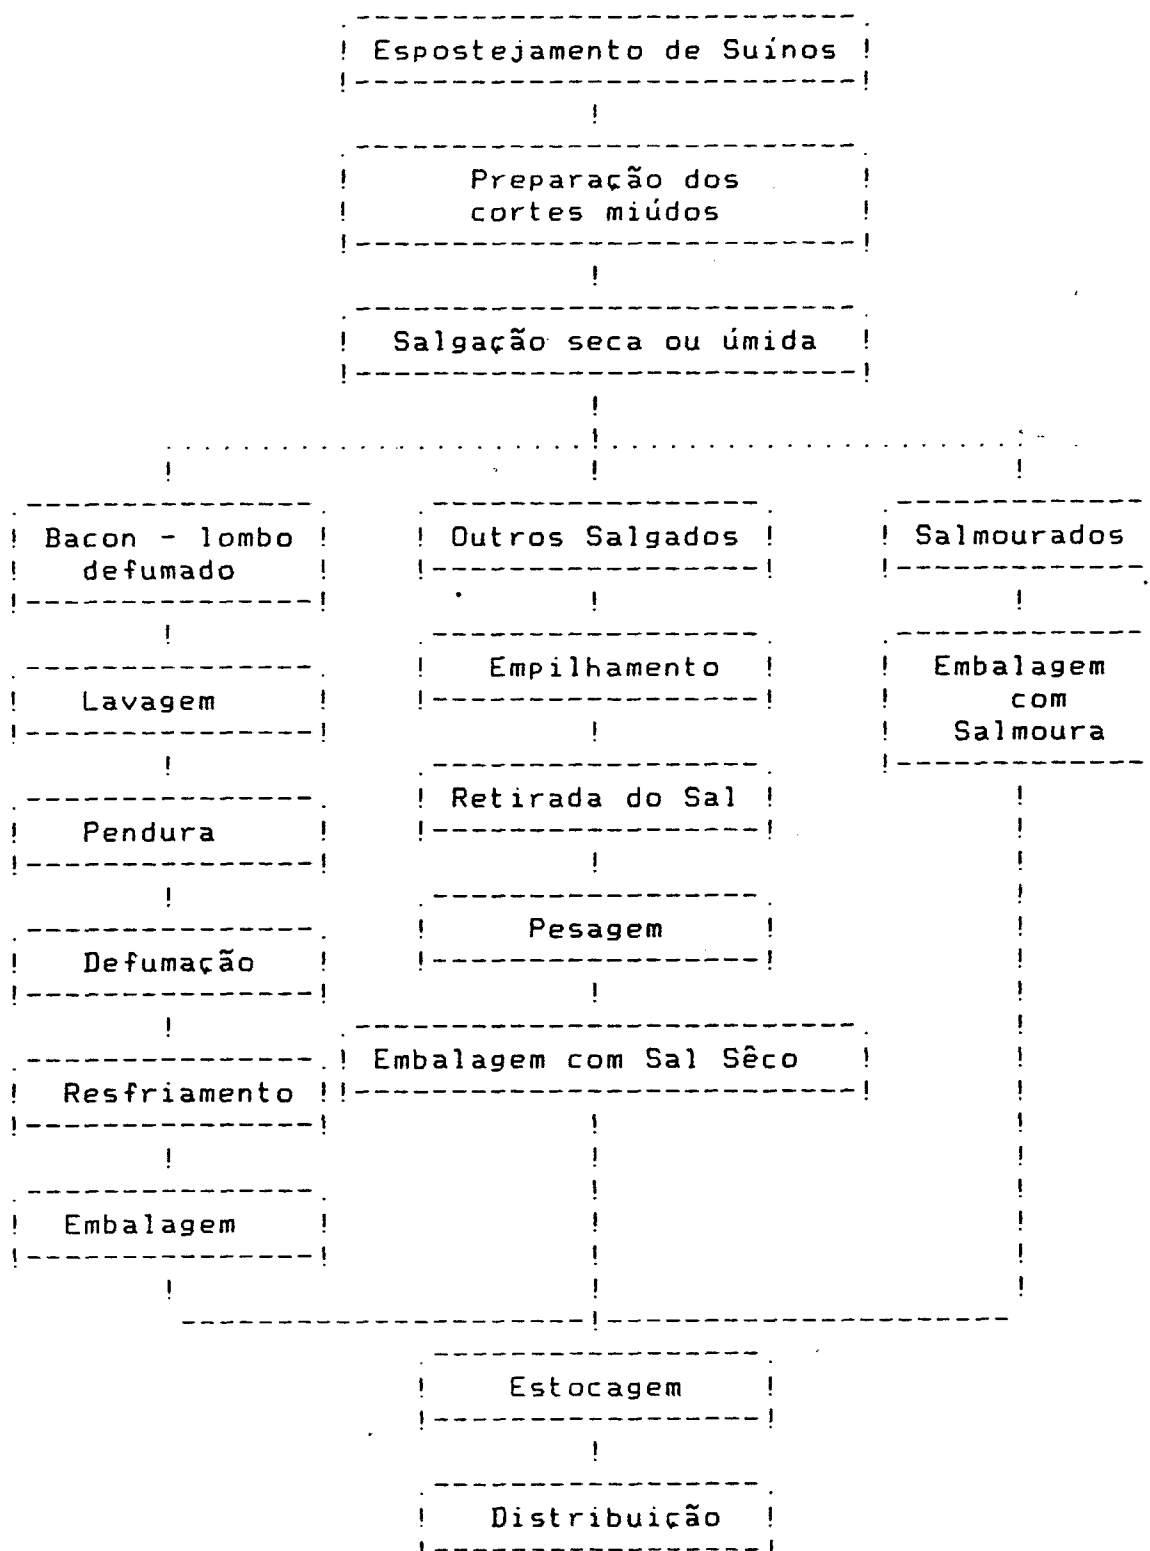 Espostejamento de Suínos
Preparação dos
cortes miúdos
Salgação seca ou úmida
Bacon - lombo
defumado
Lavagem
Pendura
Defumação
Resfriamento
Embalagem
Outros Salgados
Empilhamento
Retirada do Sal
Pesagem
Embalagem com Sal Sêco
Salmourados
Embalagem
com
Salmoura
Estocagem
Distribuição